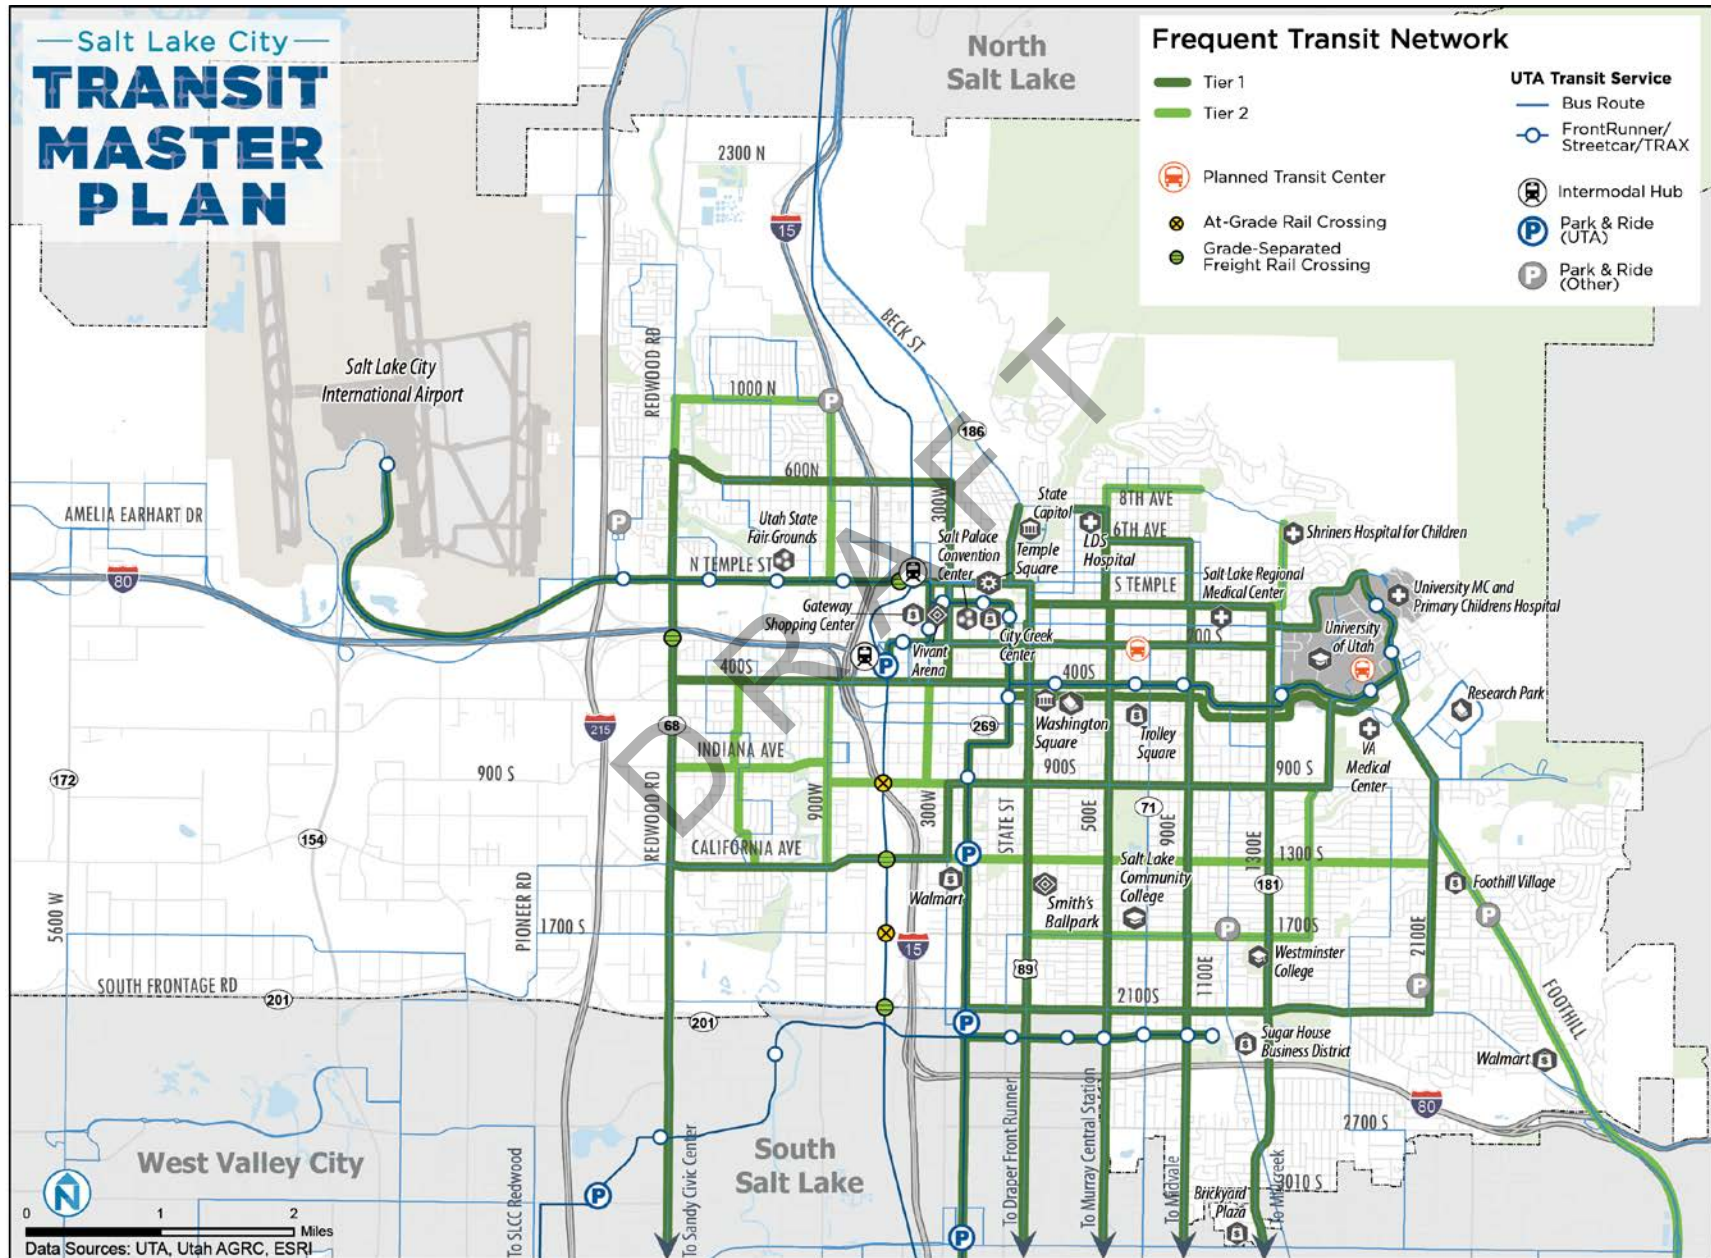 Salt Lake City
TRANSIT
MASTER
PLAN
North
Salt Lake
Frequent Transit Network
Tier 1
Tier 2
Planned Transit Center
At-Grade Rail Crossing
Grade-Separated
Freight Rail Crossing
UTA Transit Service
Bus Route
FrontRunner/
Streetcar/TRAX
Intermodal Hub
P
Park & Ride
(UTA)
P
Park & Ride
(Other)
2300 N
15
BECK ST
Salt Lake City
International Airport
REDWOOD RD
1000 N
P
186
600N
300W
State
Capitol
8TH AVE
6TH AVE
AMELIA EARHART DR
P
Utah State
Fair Grounds
Salt Palace
Convention
Center
Temple
Square
LDS
Hospital
Shriners Hospital for Children
80
N TEMPLE ST
S TEMPLE
Salt Lake Regional
Medical Center
University MC and
Primary Childrens Hospital
Gateway
Shopping Center
City Creek
Center
200 S
University
of Utah
Vivant
Arena
P
400S
400S
Research Park
68
215
269
Washington
Square
Trolley
Square
VA
Medical
Center
INDIANA AVE
900 S
900S
900 S
172
REDWOOD RD
900W
300W
STATE ST
500E
71
900E
154
CALIFORNIA AVE
P
1300E
1300 S
Salt Lake
Community
College
181
Walmart
Smith's
Ballpark
Foothill Village
P
5600 W
PIONEER RD
1700 S
15
P
1700S
2100E
89
1100E
Westminster
College
P
SOUTH FRONTAGE RD
201
201
2100S
P
FOOTHILL
Sugar House
Business District
Walmart
80
2700 S
West Valley City
South
Salt Lake
P
P
N
To SLCC Redwood
To Sandy Civic Center
To Draper Front Runner
To Murray Central Station
To Midvale
To Millcreek
3010 S
Brickyard
Plaza
0 1 2
Miles
Data Sources: UTA, Utah AGRC, ESRI
DRAFT